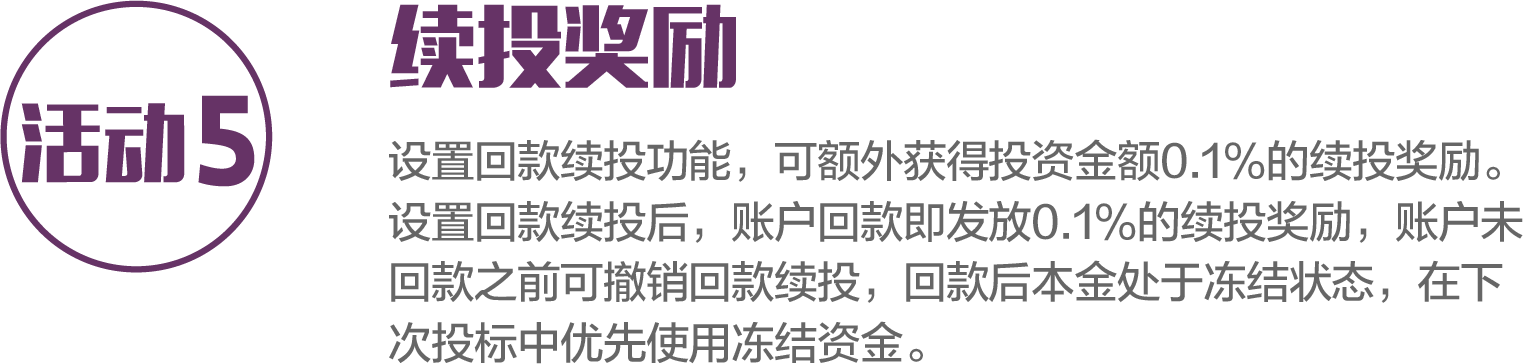 活动5
续投奖励
设置回款续投功能，可额外获得投资金额0.1%的续投奖励。
设置回款续投后，账户回款即发放0.1%的续投奖励，账户未
回款之前可撤销回款续投，回款后本金处于冻结状态，在下
次投标中优先使用冻结资金。